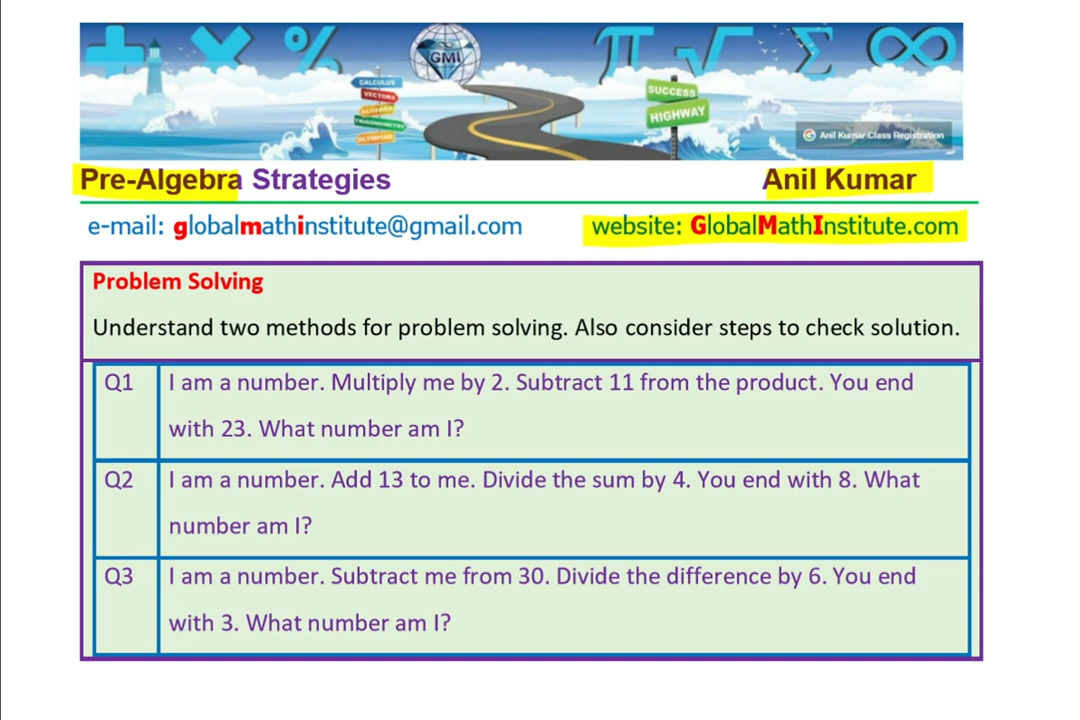 GMI
CALCULUS
VECTORS
ALGEBRA
TRIGONOMETRY
OLYMPIAD
SUCCESS
HIGHWAY
Anil Kumar Class Registration
Pre-Algebra Strategies Anil Kumar
e-mail: globalmathinstitute@gmail.com website: GlobalMathInstitute.com
Problem Solving
Understand two methods for problem solving. Also consider steps to check solution.
Q1 I am a number. Multiply me by 2. Subtract 11 from the product. You end
with 23. What number am I?
Q2 I am a number. Add 13 to me. Divide the sum by 4. You end with 8. What
number am I?
Q3 I am a number. Subtract me from 30. Divide the difference by 6. You end
with 3. What number am I?